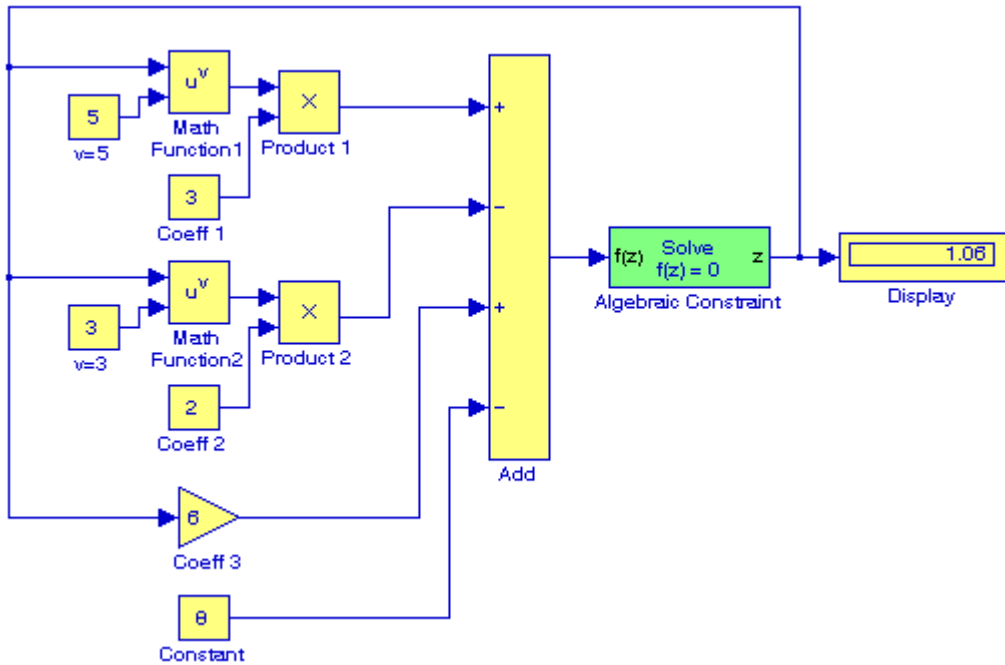 u^v
5
v=5
Math
Function1
×
Product 1
3
Coeff 1
u^v
3
v=3
Math
Function2
×
Product 2
2
Coeff 2
6
Coeff 3
8
Constant
+
−
+
−
Add
f(z) Solve z
f(z) = 0
Algebraic Constraint
1.06
Display